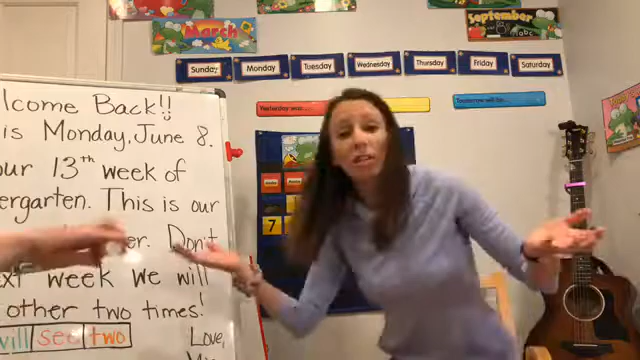 March
September
abc
Sunday Monday Tuesday Wednesday Thursday Friday Saturday
Yesterday was...
Tomorrow will be...
lcome Back!!
is Monday, June 8.
our 13th week of
ergarten. This is our
er. Don't
ext week we will
other two times!
will see two
Love,
7